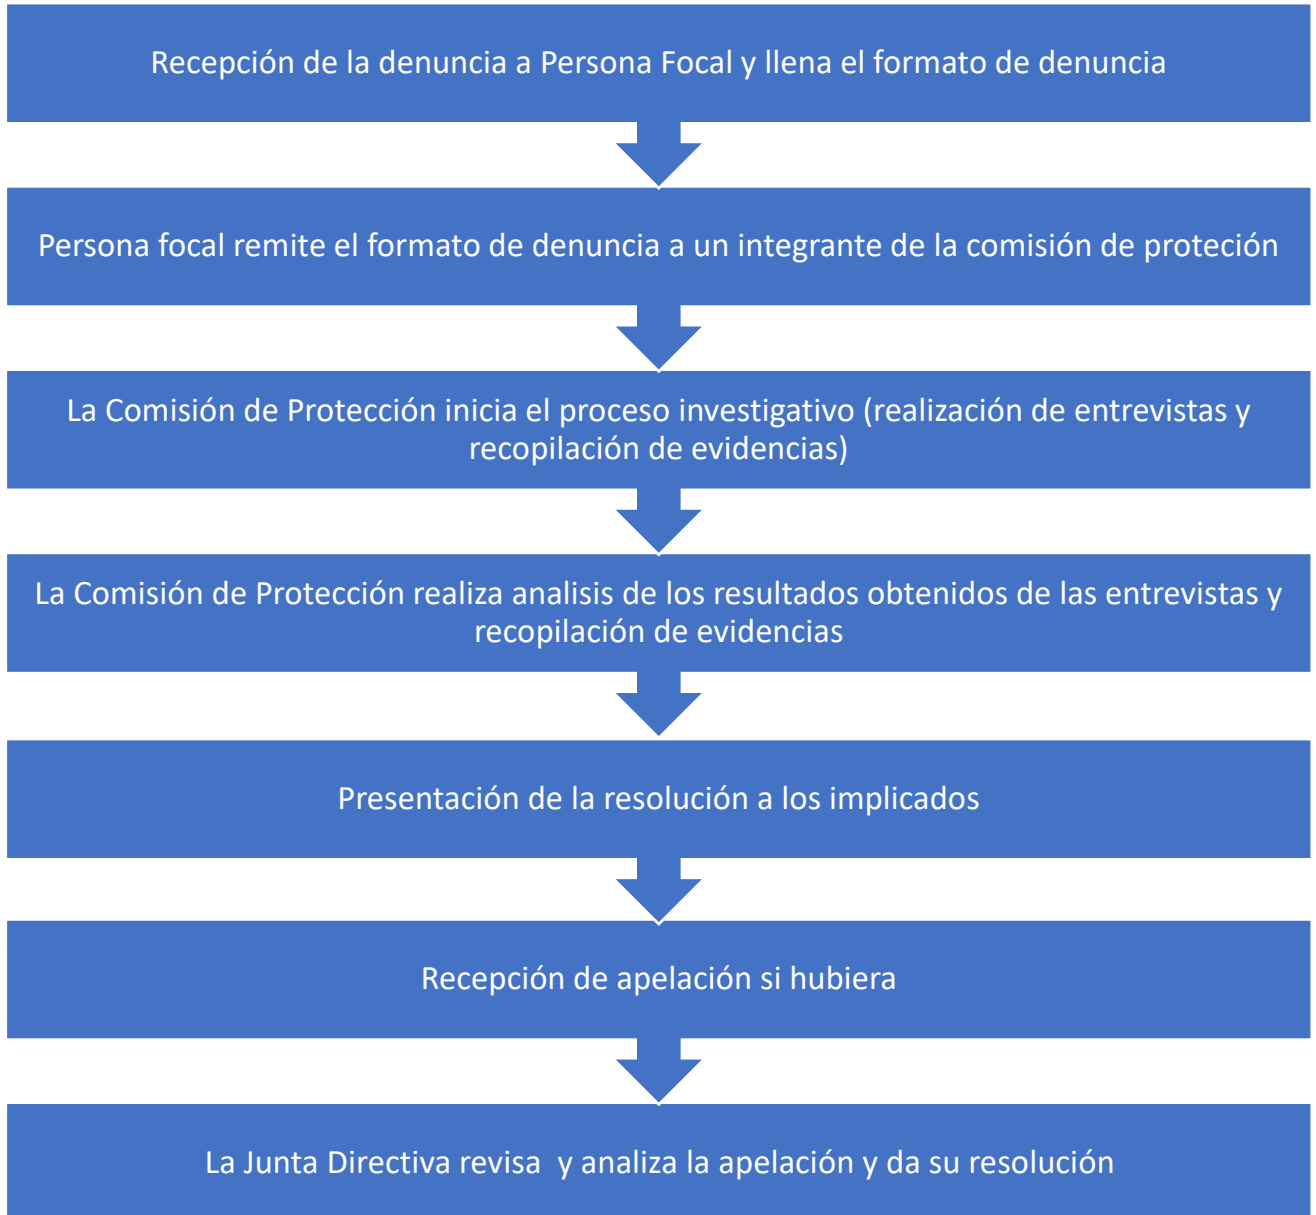 Recepción de la denuncia a Persona Focal y llena el formato de denuncia
Persona focal remite el formato de denuncia a un integrante de la comisión de proteción
La Comisión de Protección inicia el proceso investigativo (realización de entrevistas y
recopilación de evidencias)
La Comisión de Protección realiza analisis de los resultados obtenidos de las entrevistas y
recopilación de evidencias
Presentación de la resolución a los implicados
Recepción de apelación si hubiera
La Junta Directiva revisa  y analiza la apelación y da su resolución